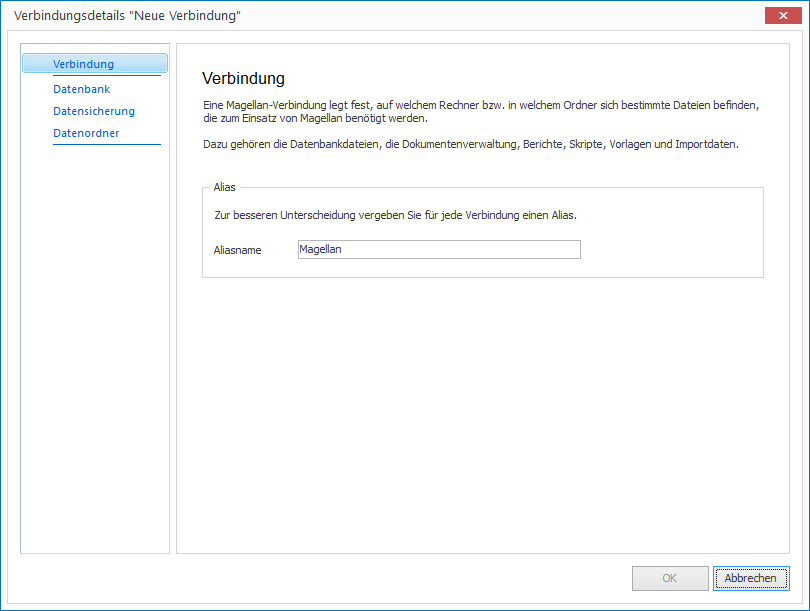 Verbindungsdetails "Neue Verbindung"
Verbindung
Datenbank
Datensicherung
Datenordner
Verbindung
Eine Magellan-Verbindung legt fest, auf welchem Rechner bzw. in welchem Ordner sich bestimmte Dateien befinden,
die zum Einsatz von Magellan benötigt werden.
Dazu gehören die Datenbankdateien, die Dokumentenverwaltung, Berichte, Skripte, Vorlagen und Importdaten.
Alias
Zur besseren Unterscheidung vergeben Sie für jede Verbindung einen Alias.
Aliasname Magellan
OK Abbrechen